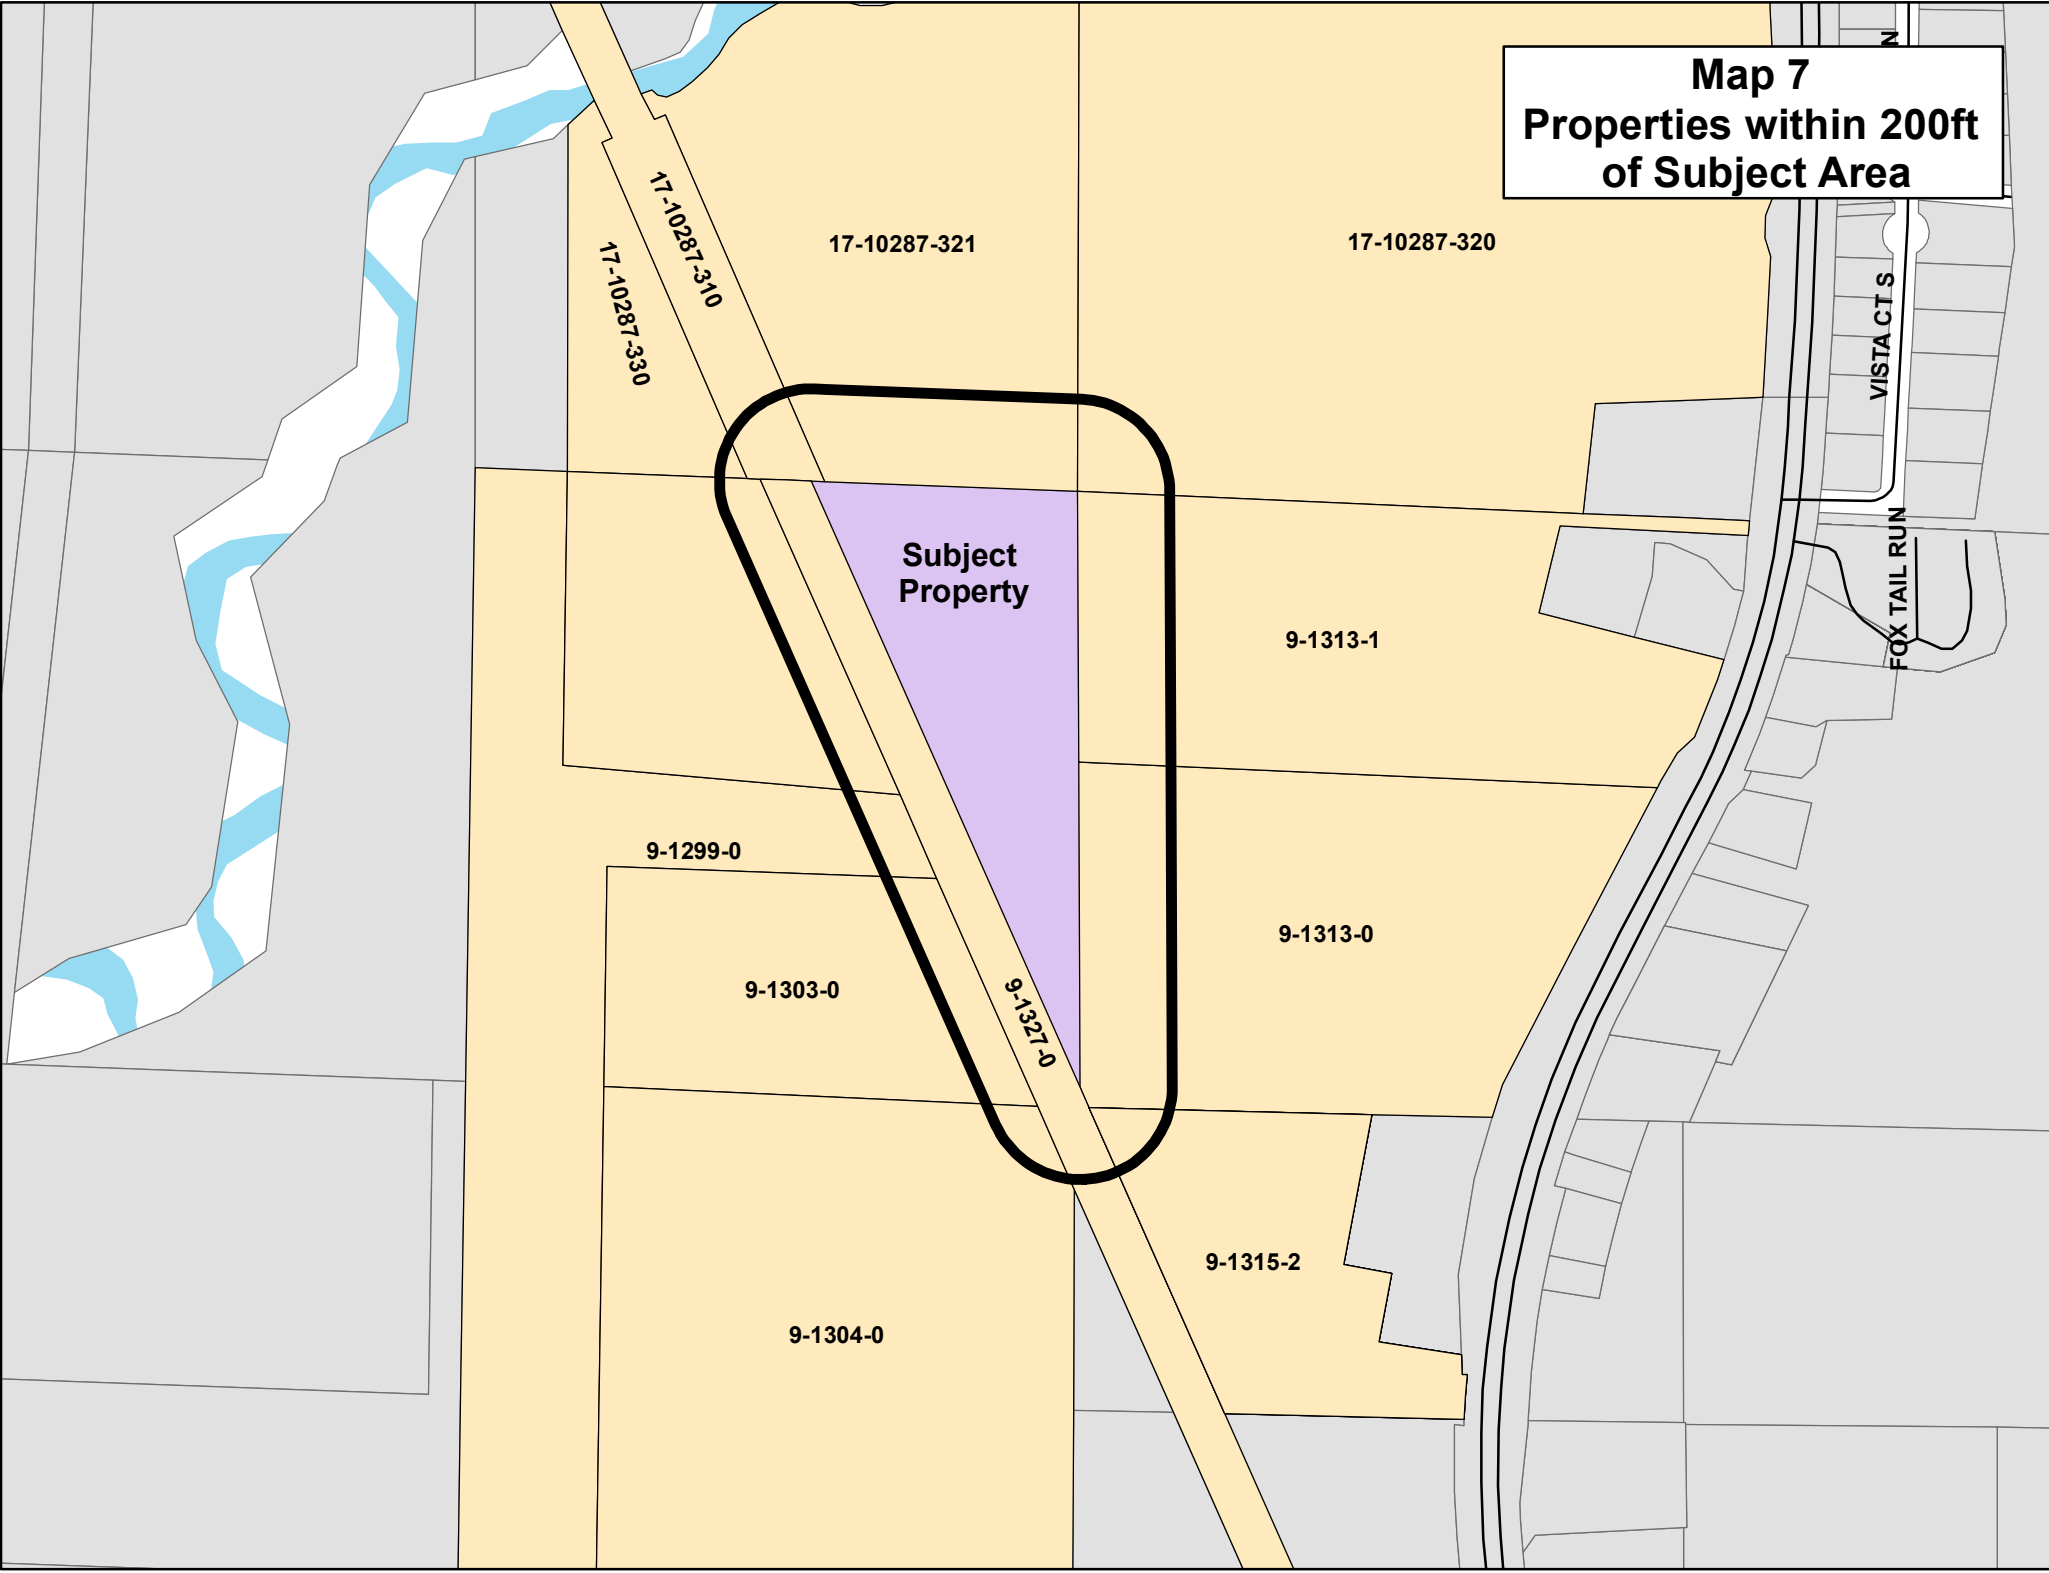 N
Map 7
Properties within 200ft
of Subject Area
17-10287-310
17-10287-321
17-10287-320
17-10287-330
VISTA CT S
Subject
Property
FOX TAIL RUN
9-1313-1
9-1299-0
9-1313-0
9-1303-0
9-1327-0
9-1315-2
9-1304-0